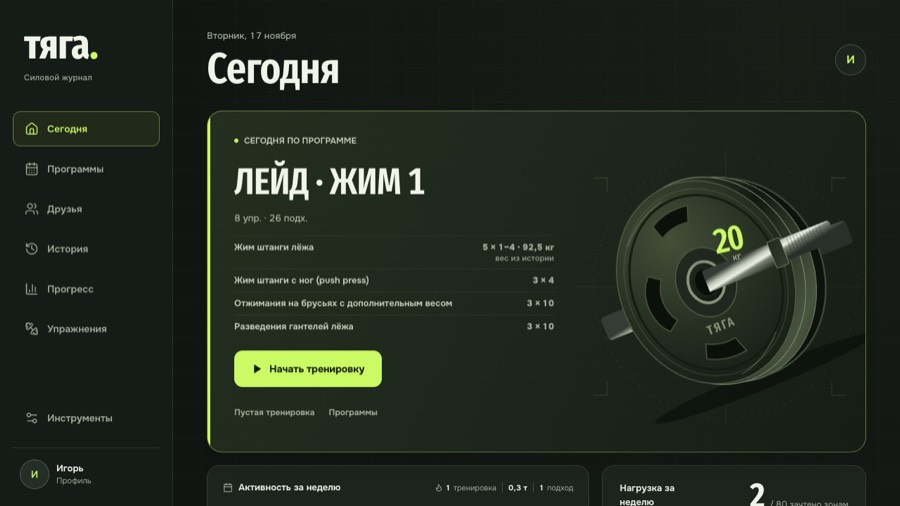 тяга.
Силовой журнал
Сегодня
Программы
Друзья
История
Прогресс
Упражнения
Инструменты
И
Игорь
Профиль
Вторник, 17 ноября
Сегодня
И
СЕГОДНЯ ПО ПРОГРАММЕ
ЛЕЙД · ЖИМ 1
8 упр. · 26 подх.
Жим штанги лёжа 5 × 1–4 · 92,5 кг
вес из истории
Жим штанги с ног (push press) 3 × 4
Отжимания на брусьях с дополнительным весом 3 × 10
Разведения гантелей лёжа 3 × 10
Начать тренировку
Пустая тренировка Программы
20
кг
ТЯГА
Активность за неделю 1 тренировка 0,3 т 1 подход
Нагрузка за
неделю
2 / 80 зачтено зонам